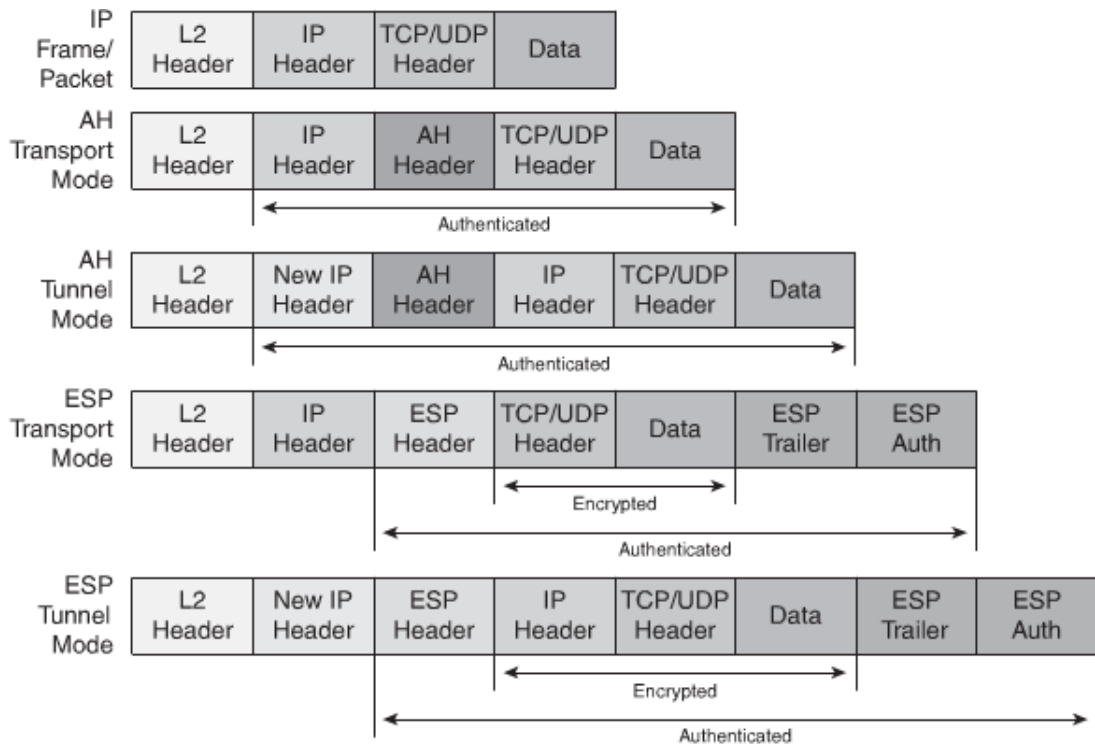 IP
Frame/
Packet
L2
Header
IP
Header
TCP/UDP
Header
Data
AH
Transport
Mode
L2
Header
IP
Header
AH
Header
TCP/UDP
Header
Data
Authenticated
AH
Tunnel
Mode
L2
Header
New IP
Header
AH
Header
IP
Header
TCP/UDP
Header
Data
Authenticated
ESP
Transport
Mode
L2
Header
IP
Header
ESP
Header
TCP/UDP
Header
Data
ESP
Trailer
ESP
Auth
Encrypted
Authenticated
ESP
Tunnel
Mode
L2
Header
New IP
Header
ESP
Header
IP
Header
TCP/UDP
Header
Data
ESP
Trailer
ESP
Auth
Encrypted
Authenticated